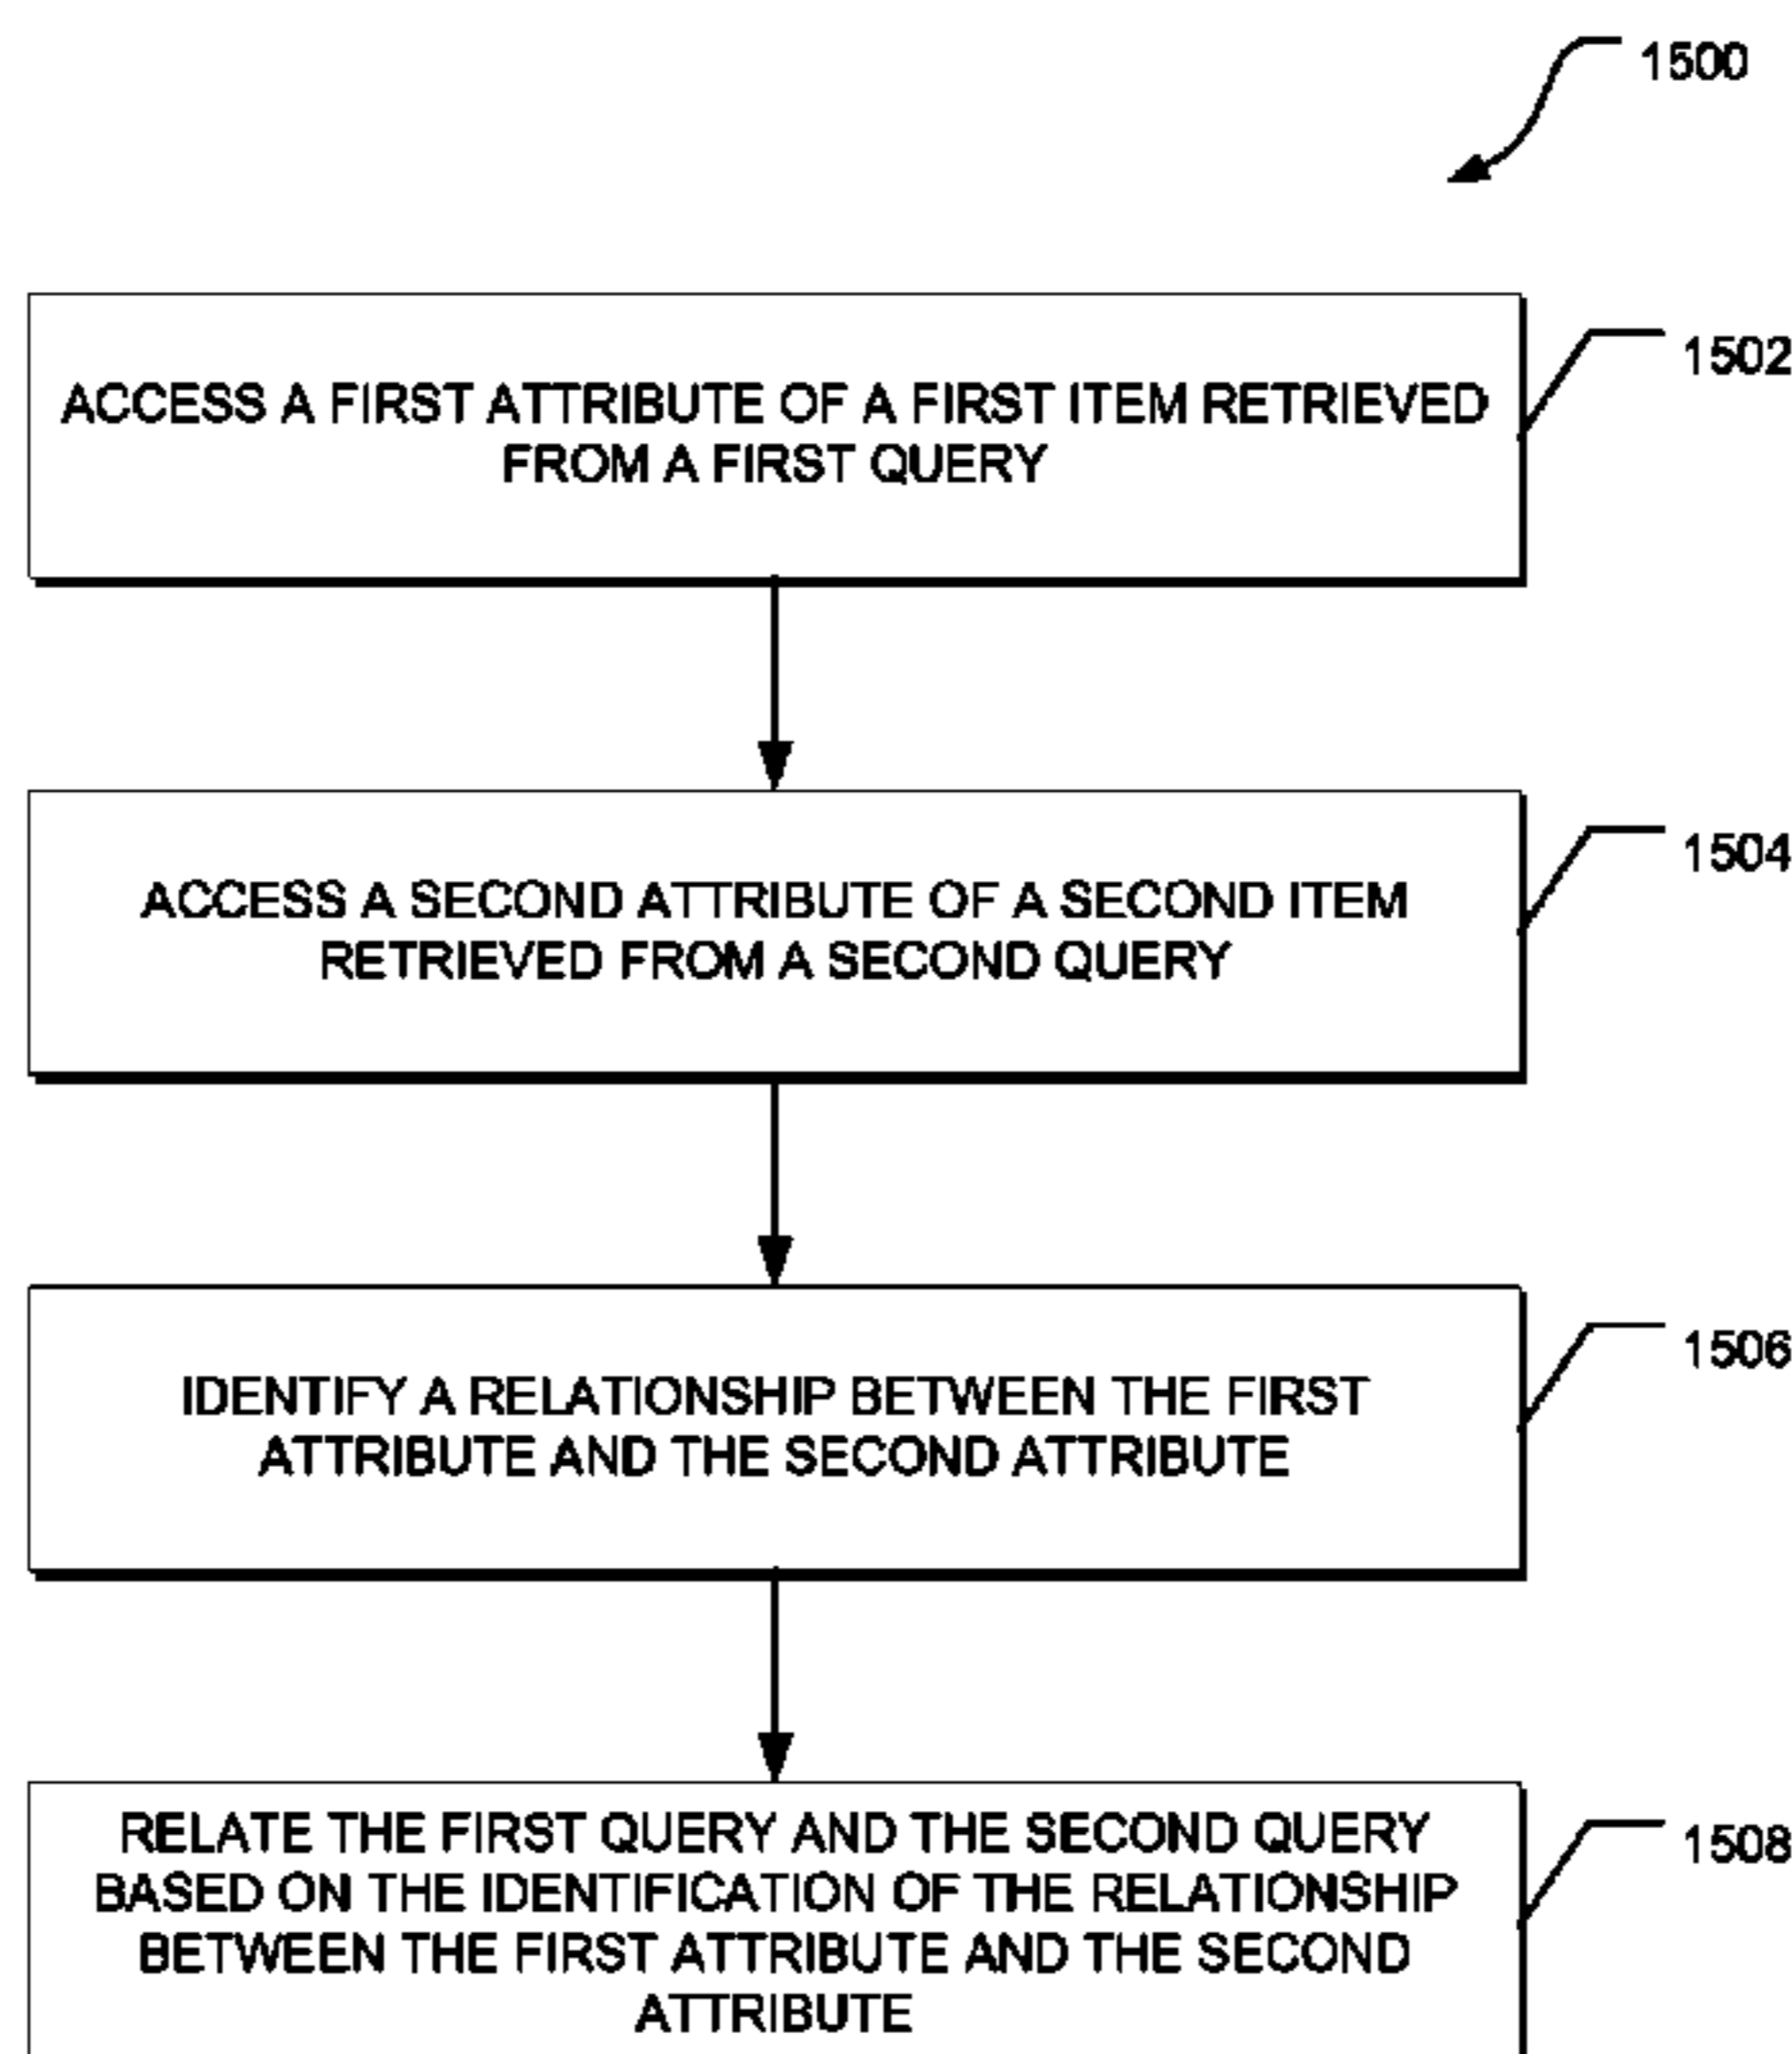 1500
ACCESS A FIRST ATTRIBUTE OF A FIRST ITEM RETRIEVED
FROM A FIRST QUERY
1502
ACCESS A SECOND ATTRIBUTE OF A SECOND ITEM
RETRIEVED FROM A SECOND QUERY
1504
IDENTIFY A RELATIONSHIP BETWEEN THE FIRST
ATTRIBUTE AND THE SECOND ATTRIBUTE
1506
RELATE THE FIRST QUERY AND THE SECOND QUERY
BASED ON THE IDENTIFICATION OF THE RELATIONSHIP
BETWEEN THE FIRST ATTRIBUTE AND THE SECOND
ATTRIBUTE
1508